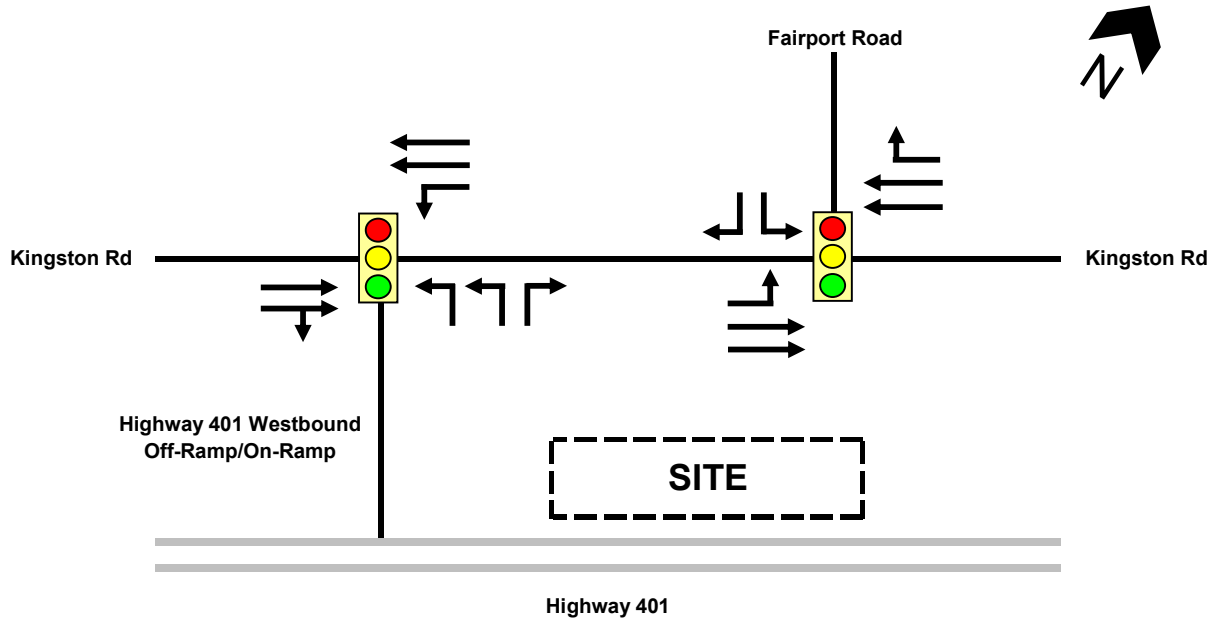 Fairport Road
N
Kingston Rd
Kingston Rd
Highway 401 Westbound
Off-Ramp/On-Ramp
SITE
Highway 401